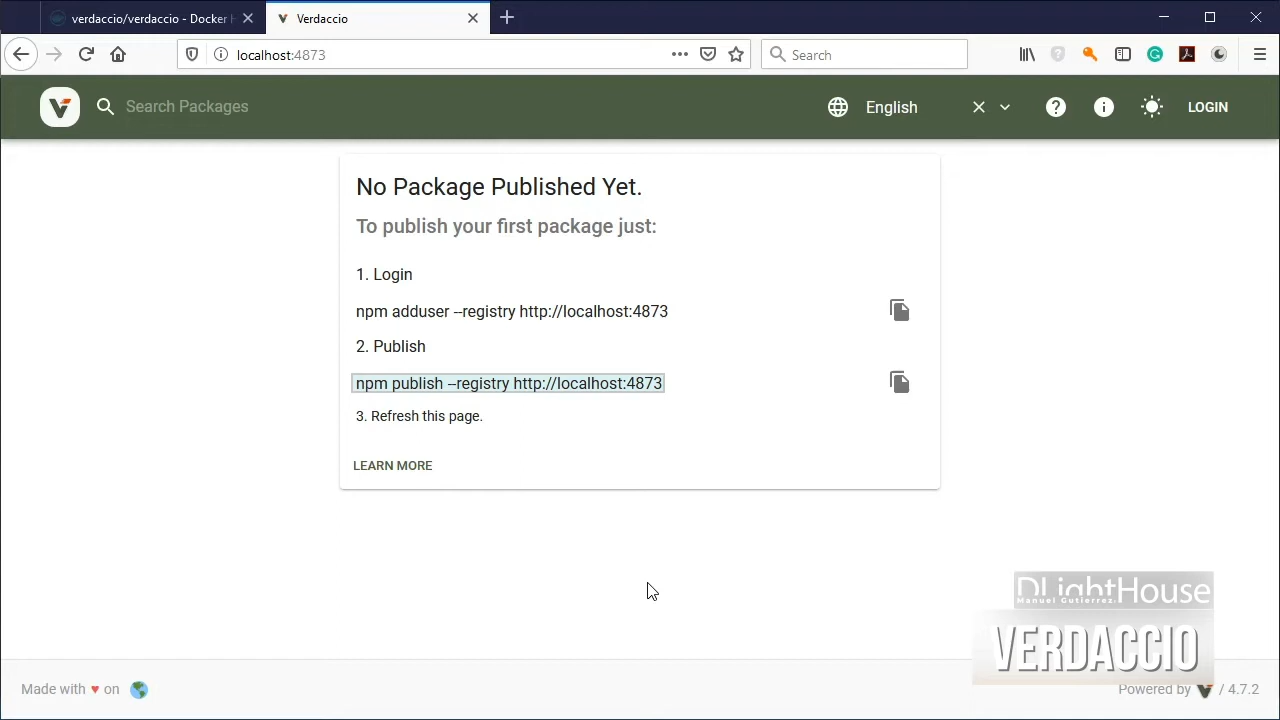 verdaccio/verdaccio - Docker H
Verdaccio
localhost:4873
Search
Search Packages
English
LOGIN
No Package Published Yet.
To publish your first package just:
1. Login
npm adduser --registry http://localhost:4873
2. Publish
npm publish --registry http://localhost:4873
3. Refresh this page.
LEARN MORE
DLightHouse
Manuel Gutierrez.
VERDACCIO
Made with ♥ on
Powered by / 4.7.2